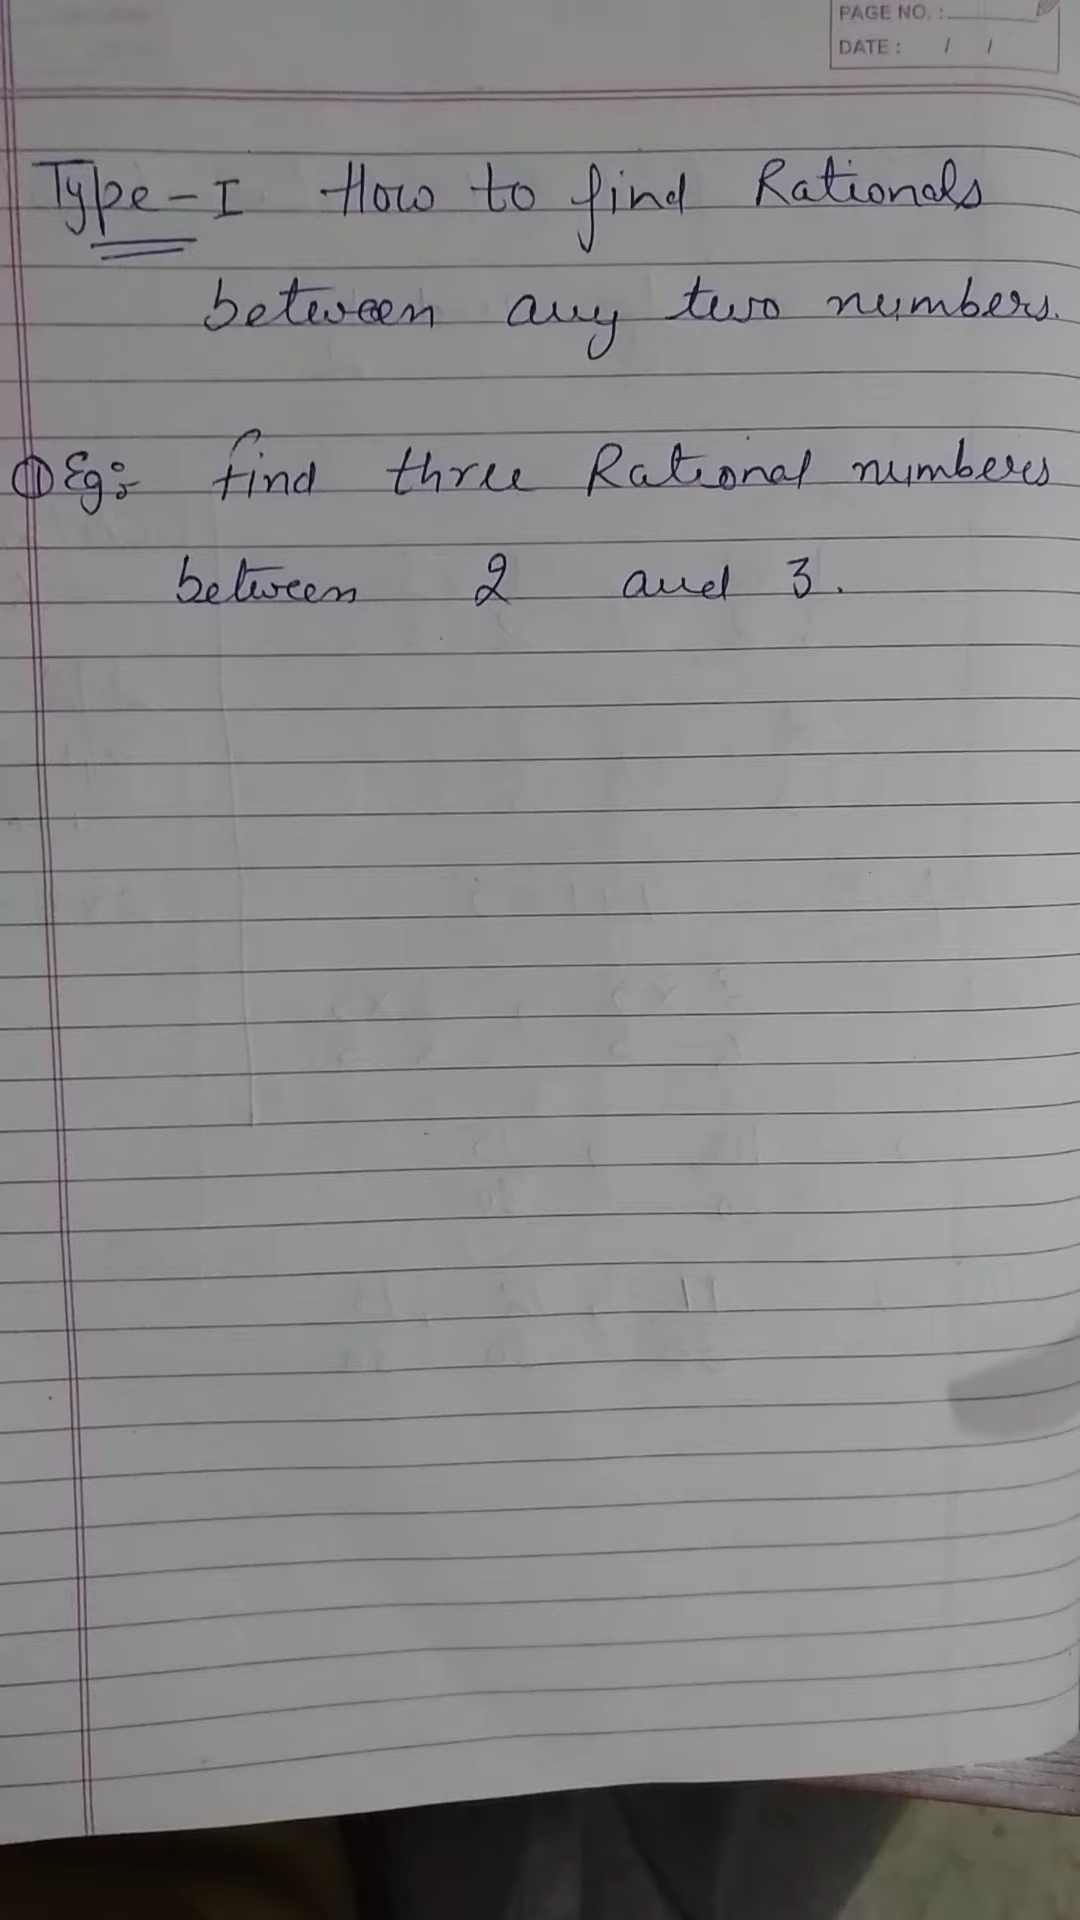 PAGE NO. :
DATE : / /
Type-I How to find Rationals
between any two numbers.
① Eg:- find three Rational numbers
between 2 and 3.